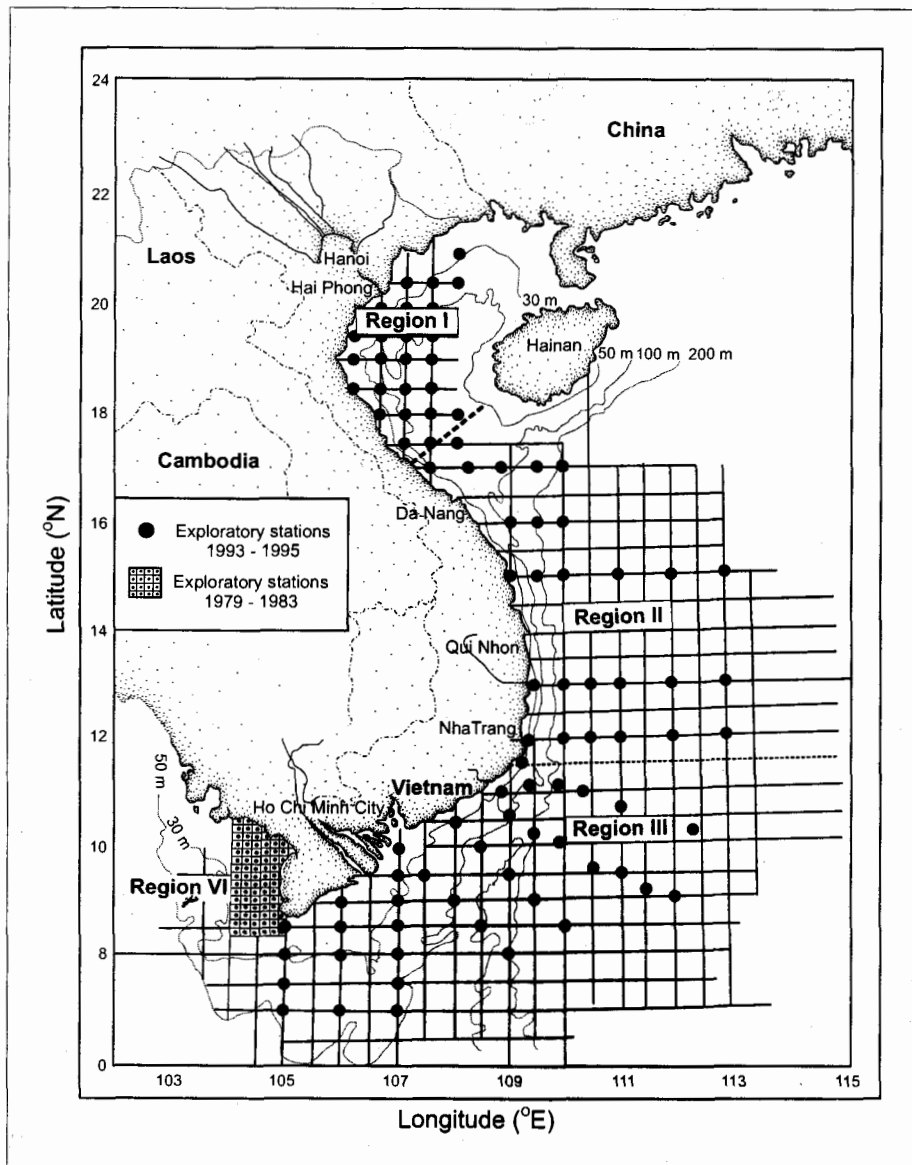 24
22
20
18
16
14
12
10
8
0
Latitude (°N)
103
105
107
109
111
113
115
Longitude (°E)
China
Laos
Hanoi
Hai Phong
30 m
Region I
Hainan
50 m 100 m 200 m
Cambodia
Da Nang
Exploratory stations
1993 - 1995
Exploratory stations
1979 - 1983
Region II
Qui Nhon
NhaTrang
50 m
30 m
Vietnam
Ho Chi Minh City
Region III
Region VI